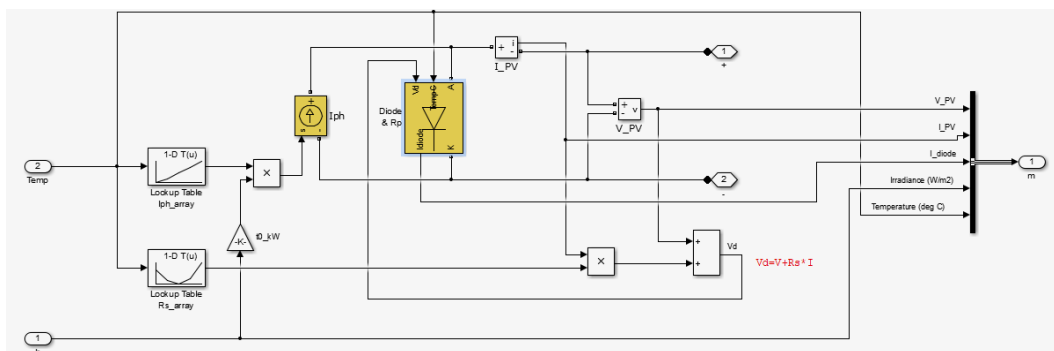 1
+
+
i
-
I_PV
Vd
TempC
A
Diode
& Rp
Idiode
K
+
s
-
Iph
+
-
v
V_PV
V_PV
I_PV
I_diode
Irradiance (W/m2)
Temperature (deg C)
1
m
2
Temp
1-D T(u)
Lookup Table
Iph_array
×
2
-
-K-
t0_kW
1-D T(u)
Lookup Table
Rs_array
×
+
+
Vd
Vd=V+Rs*I
1